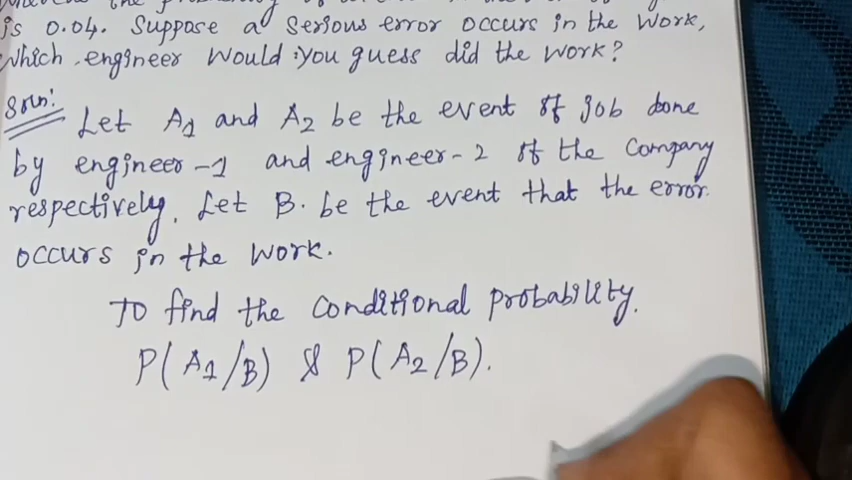 is 0.04. Suppose a serious error occurs in the work,
which engineer would you guess did the work?
Soln:
Let A1 and A2 be the event of job done
by engineer-1 and engineer-2 of the company
respectively. Let B. be the event that the error
occurs in the work.
To find the conditional probability.
P(A1/B) & P(A2/B).